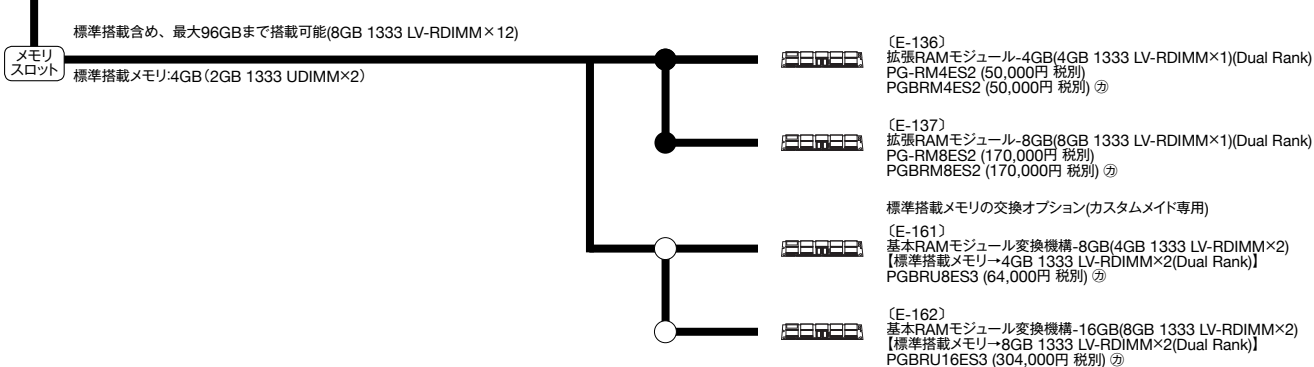 標準搭載含め、最大96GBまで搭載可能(8GB 1333 LV-RDIMM×12)
メモリ
スロット
標準搭載メモリ:4GB(2GB 1333 UDIMM×2)
〔E-136〕
拡張RAMモジュール-4GB(4GB 1333 LV-RDIMM×1)(Dual Rank)
PG-RM4ES2 (50,000円 税別)
PGBRM4ES2 (50,000円 税別) ㋕
〔E-137〕
拡張RAMモジュール-8GB(8GB 1333 LV-RDIMM×1)(Dual Rank)
PG-RM8ES2 (170,000円 税別)
PGBRM8ES2 (170,000円 税別) ㋕
標準搭載メモリの交換オプション(カスタムメイド専用)
〔E-161〕
基本RAMモジュール変換機構-8GB(4GB 1333 LV-RDIMM×2)
【標準搭載メモリ→4GB 1333 LV-RDIMM×2(Dual Rank)】
PGBRU8ES3 (64,000円 税別) ㋕
〔E-162〕
基本RAMモジュール変換機構-16GB(8GB 1333 LV-RDIMM×2)
【標準搭載メモリ→8GB 1333 LV-RDIMM×2(Dual Rank)】
PGBRU16ES3 (304,000円 税別) ㋕